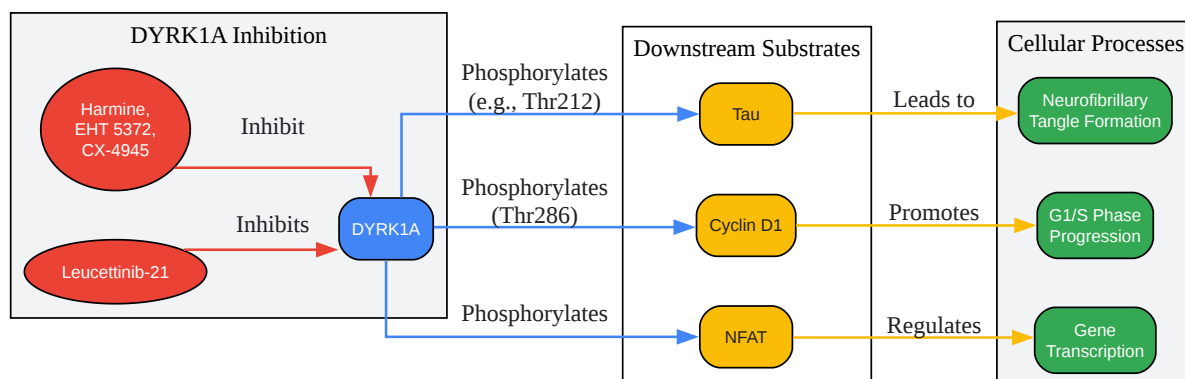 DYRK1A Inhibition
Harmine,
EHT 5372,
CX-4945
Inhibit
Leucettinib-21
Inhibits
DYRK1A
Phosphorylates
(e.g., Thr212)
Phosphorylates
(Thr286)
Phosphorylates
Downstream Substrates
Tau
Cyclin D1
NFAT
Leads to
Promotes
Regulates
Cellular Processes
Neurofibrillary
Tangle Formation
G1/S Phase
Progression
Gene
Transcription